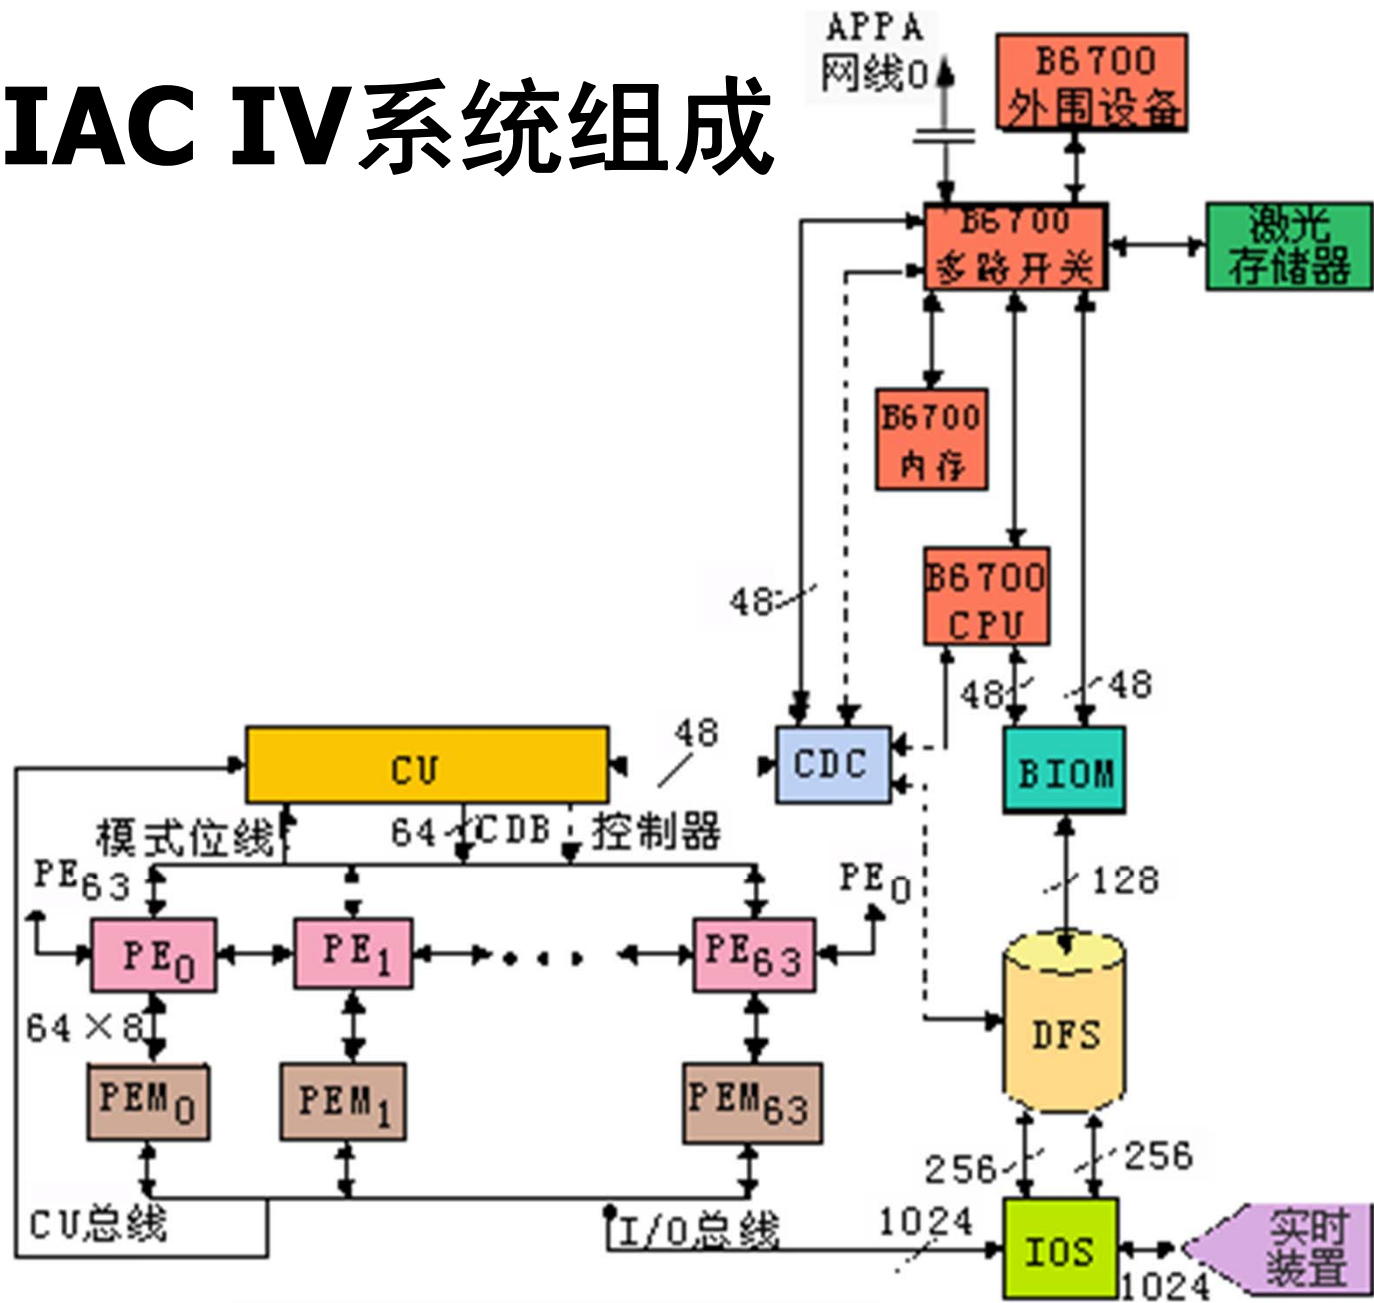 APPA
网线0
B6700
外围设备
IAC IV系统组成
B6700
多路开关
激光
存储器
B6700
内存
B6700
CPU
48
48
48
48
CU
CDC
BIOM
模式位线
64
CDB
控制器
PE63
PE0
128
PE0
PE1
PE63
DFS
64×8
PEM0
PEM1
PEM63
256
256
CU总线
I/O总线
1024
IOS
实时
装置
1024